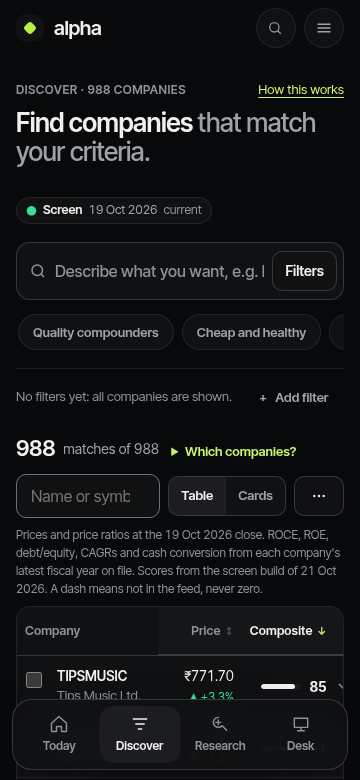 alpha
DISCOVER · 988 COMPANIES How this works
Find companies that match
your criteria.
Screen 19 Oct 2026 current
Describe what you want, e.g. Filters
Quality compounders Cheap and healthy
No filters yet: all companies are shown. + Add filter
988 matches of 988 ▶ Which companies?
Name or symb Table Cards ···
Prices and price ratios at the 19 Oct 2026 close. ROCE, ROE,
debt/equity, CAGRs and cash conversion from each company's
latest fiscal year on file. Scores from the screen build of 21 Oct
2026. A dash means not in the feed, never zero.
Company Price ↕ Composite ↓
TIPSMUSIC ₹771.70 85
Tips Music Ltd ▲ +3.3%
Today Discover Research Desk